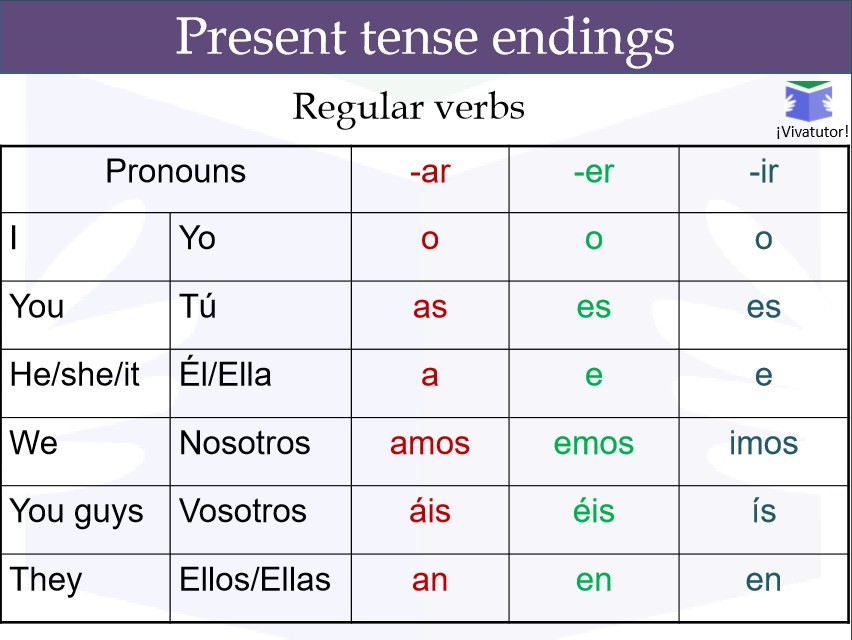 Present tense endings
Regular verbs
¡Vivatutor!
Pronouns -ar -er -ir
I Yo o o o
You Tú as es es
He/she/it Él/Ella a e e
We Nosotros amos emos imos
You guys Vosotros áis éis ís
They Ellos/Ellas an en en